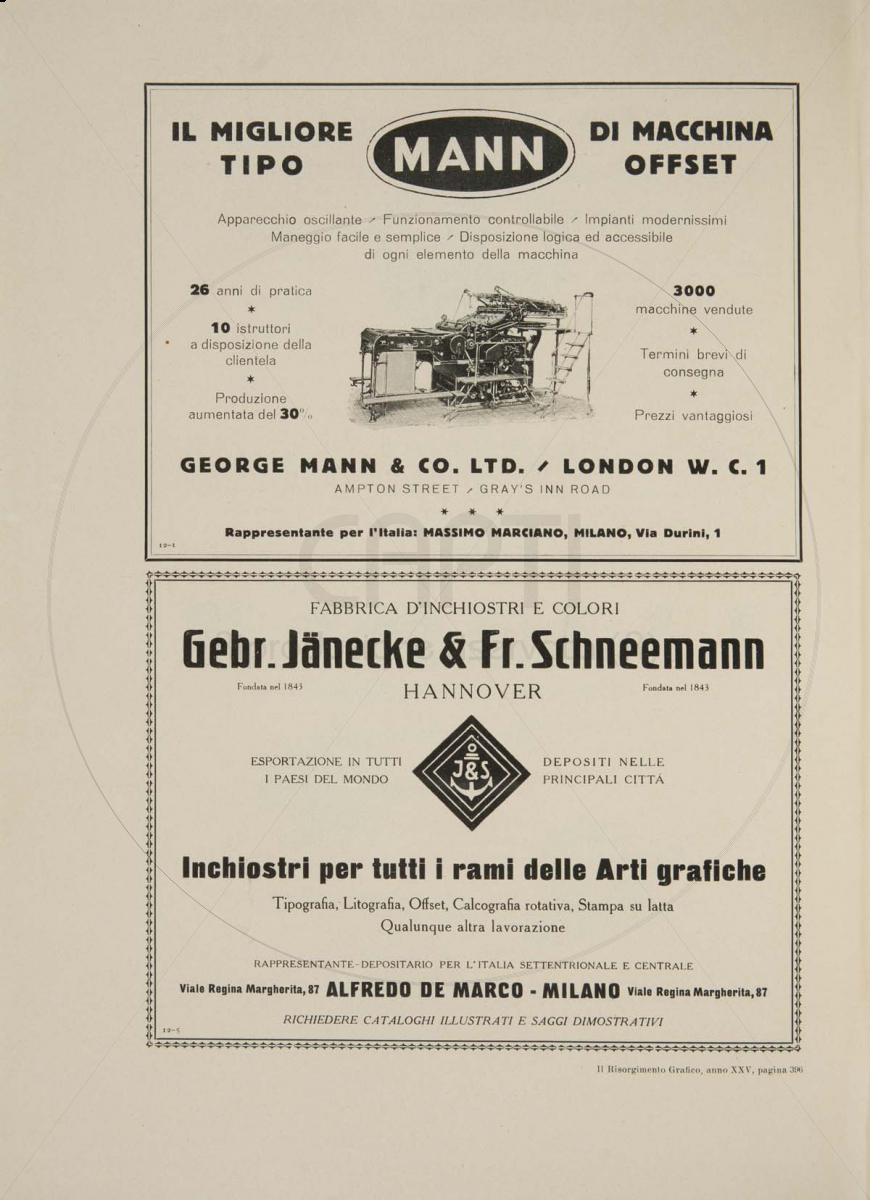 IL MIGLIORE TIPO
MANN
DI MACCHINA OFFSET
Apparecchio oscillante / Funzionamento controllabile / Impianti modernissimi
Maneggio facile e semplice / Disposizione logica ed accessibile
di ogni elemento della macchina
26 anni di pratica
*
10 istruttori
a disposizione della
clientela
*
Produzione
aumentata del 30%
3000
macchine vendute
*
Termini brevi di
consegna
*
Prezzi vantaggiosi
GEORGE MANN & CO. LTD. / LONDON W. C. 1
AMPTON STREET / GRAY'S INN ROAD
* * *
Rappresentante per l'Italia: MASSIMO MARCIANO, MILANO, Via Durini, 1
12-1
CAPTI
FABBRICA D'INCHIOSTRI E COLORI
Gebr. Jänecke & Fr. Schneemann
Fondata nel 1843
HANNOVER
Fondata nel 1843
ESPORTAZIONE IN TUTTI
I PAESI DEL MONDO
J&S
DEPOSITI NELLE
PRINCIPALI CITTÁ
Inchiostri per tutti i rami delle Arti grafiche
Tipografia, Litografia, Offset, Calcografia rotativa, Stampa su latta
Qualunque altra lavorazione
RAPPRESENTANTE-DEPOSITARIO PER L'ITALIA SETTENTRIONALE E CENTRALE
Viale Regina Margherita, 87 ALFREDO DE MARCO - MILANO Viale Regina Margherita, 87
RICHIEDERE CATALOGHI ILLUSTRATI E SAGGI DIMOSTRATIVI
12-5
Il Risorgimento Grafico, anno XXV, pagina 396